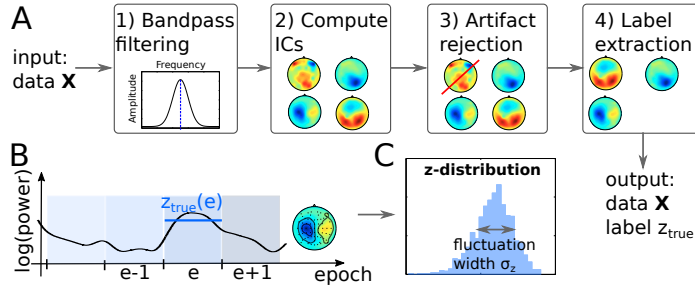 A
input:
data X
1) Bandpass
filtering
Frequency
Amplitude
2) Compute
ICs
3) Artifact
rejection
4) Label
extraction
B
log(power)
z_true(e)
e-1
e
e+1
epoch
C
z-distribution
fluctuation
width σ_z
output:
data X
label z_true